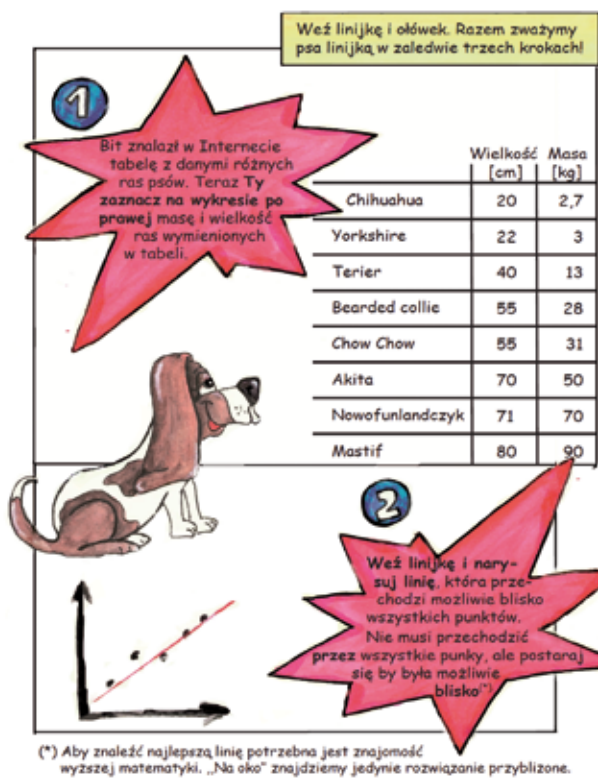 Weź linijkę i ołówek. Razem zważymy
psa linijką w zaledwie trzech krokach!
1
Bit znalazł w Internecie
tabelę z danymi różnych
ras psów. Teraz Ty
zaznacz na wykresie po
prawej masę i wielkość
ras wymienionych
w tabeli.
Wielkość Masa
[cm] [kg]
Chihuahua 20 2,7
Yorkshire 22 3
Terier 40 13
Bearded collie 55 28
Chow Chow 55 31
Akita 70 50
Nowofunlandczyk 71 70
Mastif 80 90
2
Weź linijkę i nary-
suj linię, która prze-
chodzi możliwie blisko
wszystkich punktów.
Nie musi przechodzić
przez wszystkie punky, ale postaraj
się by była możliwie
blisko(*)
(*) Aby znaleźć najlepszą linię potrzebna jest znajomość
wyższej matematyki. „Na oko" znajdziemy jedynie rozwiązanie przybliżone.